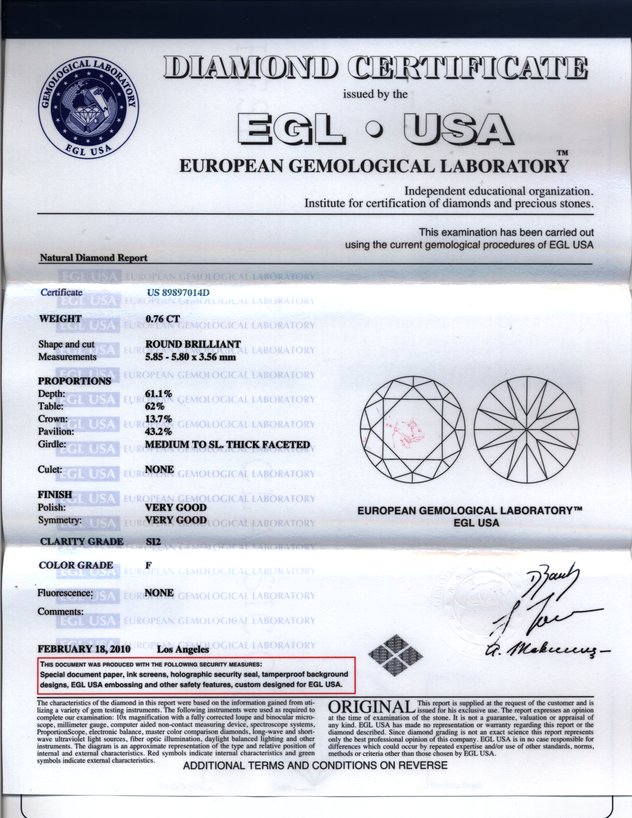 GEMOLOGICAL LABORATORY
EGL USA
DIAMOND CERTIFICATE
issued by the
EGL • USA
EUROPEAN GEMOLOGICAL LABORATORY™
Independent educational organization.
Institute for certification of diamonds and precious stones.
This examination has been carried out
using the current gemological procedures of EGL USA
Natural Diamond Report
Certificate US 89897014D
WEIGHT 0.76 CT
Shape and cut ROUND BRILLIANT
Measurements 5.85 - 5.80 x 3.56 mm
PROPORTIONS
Depth: 61.1%
Table: 62%
Crown: 13.7%
Pavilion: 43.2%
Girdle: MEDIUM TO SL. THICK FACETED
Culet: NONE
EUROPEAN GEMOLOGICAL LABORATORY™
EGL USA
FINISH
Polish: VERY GOOD
Symmetry: VERY GOOD
CLARITY GRADE SI2
COLOR GRADE F
Fluorescence: NONE
Comments:
FEBRUARY 18, 2010 Los Angeles
THIS DOCUMENT WAS PRODUCED WITH THE FOLLOWING SECURITY MEASURES:
Special document paper, ink screens, holographic security seal, tamperproof background
designs, EGL USA embossing and other safety features, custom designed for EGL USA.
The characteristics of the diamond in this report were based on the information gained from uti-
lizing a variety of gem testing instruments. The following instruments were used as required to
complete our examination: 10x magnification with a fully corrected loupe and binocular micro-
scope, millimeter gauge, computer aided non-contact measuring device, spectroscope systems,
ProportionScope, electronic balance, master color comparison diamonds, long-wave and short-
wave ultraviolet light sources, fiber optic illumination, daylight balanced lighting and other
instruments. The diagram is an approximate representation of the type and relative position of
internal and external characteristics. Red symbols indicate internal characteristics and green
symbols indicate external characteristics.
ORIGINAL This report is supplied at the request of the customer and is
issued for his exclusive use. The report expresses an opinion
at the time of examination of the stone. It is not a guarantee, valuation or appraisal of
any kind. EGL USA has made no representation or warranty regarding this report or the
diamond described. Since diamond grading is not an exact science this report represents
only the best professional opinion of this company. EGL USA is in no case responsible for
differences which could occur by repeated expertise and/or use of other standards, norms,
methods or criteria other than those chosen by EGL USA.
ADDITIONAL TERMS AND CONDITIONS ON REVERSE